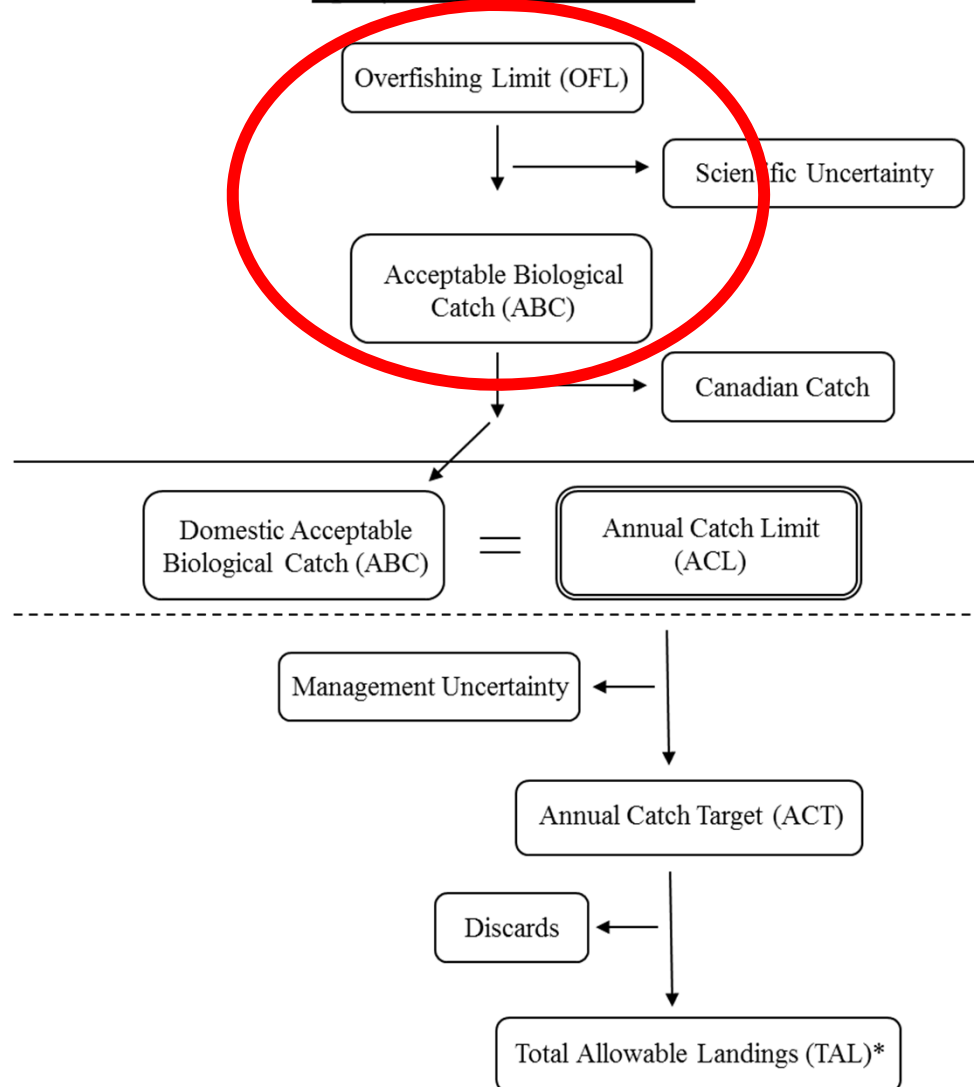 Overfishing Limit (OFL)
Scientific Uncertainty
Acceptable Biological
Catch (ABC)
Canadian Catch
Domestic Acceptable
Biological Catch (ABC)
=
Annual Catch Limit
(ACL)
Management Uncertainty
Annual Catch Target (ACT)
Discards
Total Allowable Landings (TAL)*